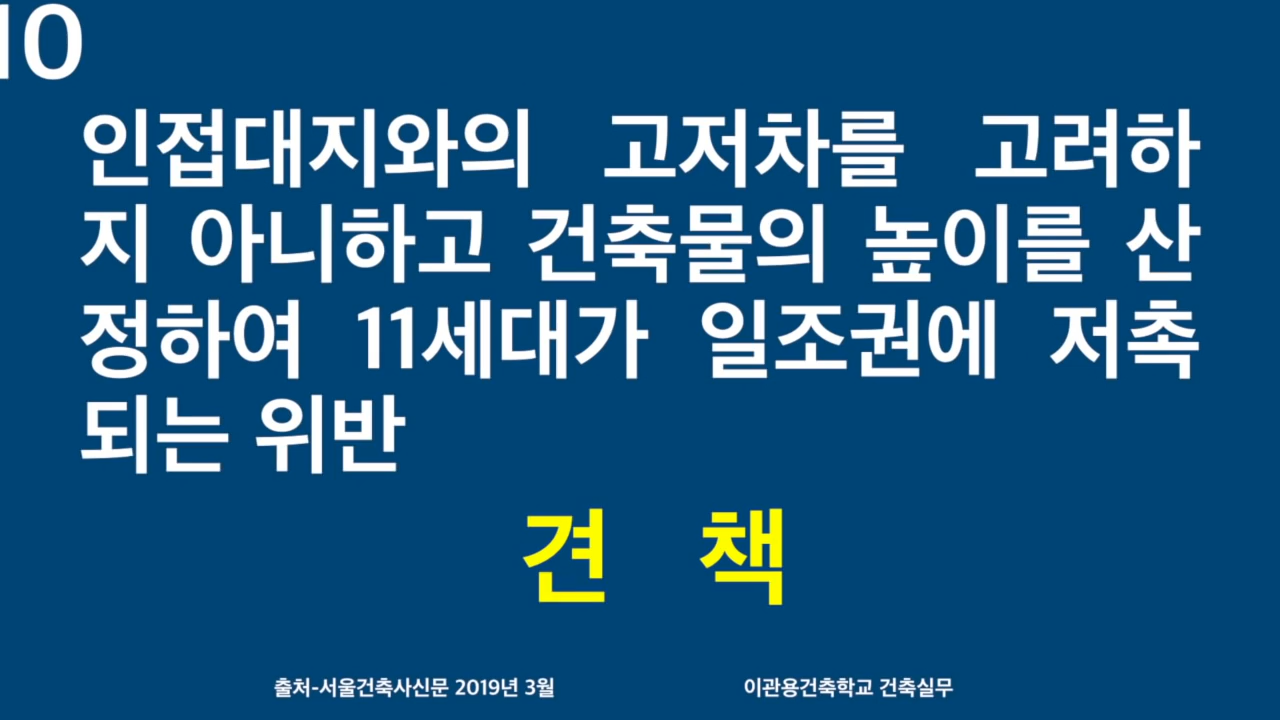 10
인접대지와의 고저차를 고려하
지 아니하고 건축물의 높이를 산
정하여 11세대가 일조권에 저촉
되는 위반
견 책
출처-서울건축사신문 2019년 3월 이관용건축학교 건축실무